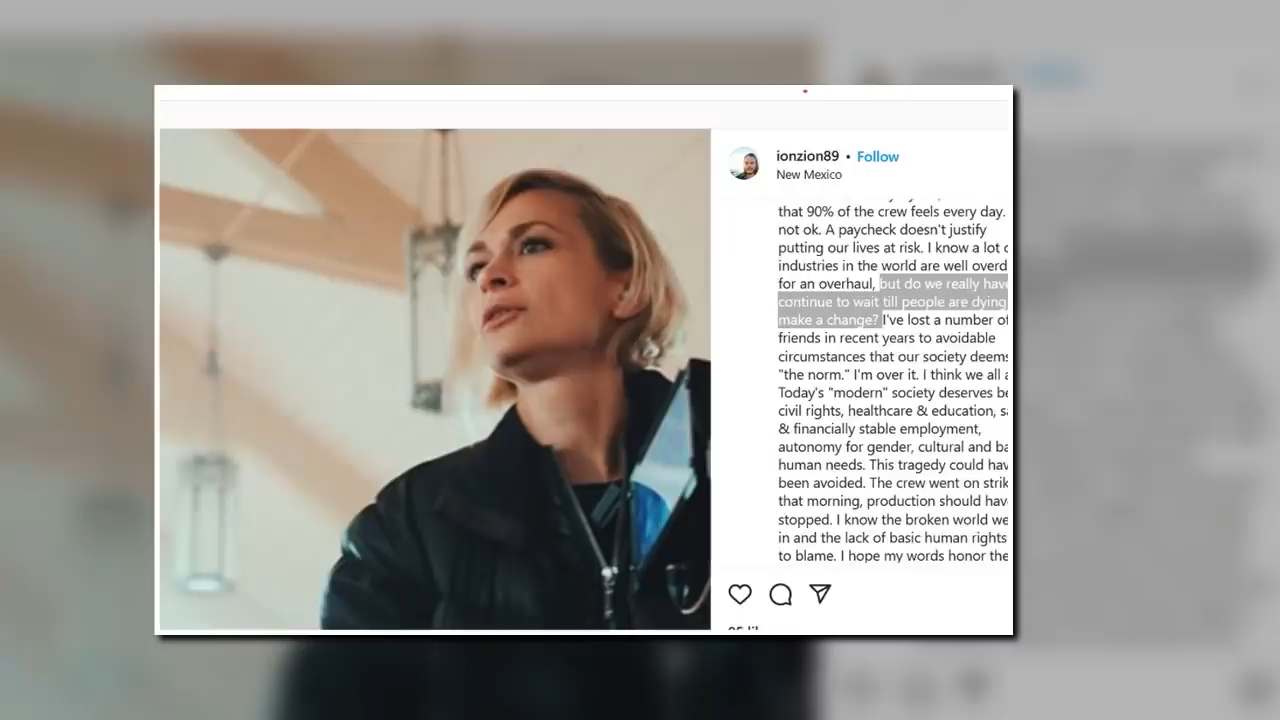 ionzion89 • Follow
New Mexico
that 90% of the crew feels every day.
not ok. A paycheck doesn't justify
putting our lives at risk. I know a lot
industries in the world are well
for an overhaul, but do we really have
continue to wait till people are dying
make a change? I've lost a number of
friends in recent years to avoidable
circumstances that our society deems
"the norm." I'm over it. I think we all
Today's "modern" society deserves
civil rights, healthcare & education,
& financially stable employment,
autonomy for gender, cultural and
human needs. This tragedy could
been avoided. The crew went on
that morning, production should
stopped. I know the broken world we
in and the lack of basic human rights
to blame. I hope my words honor the